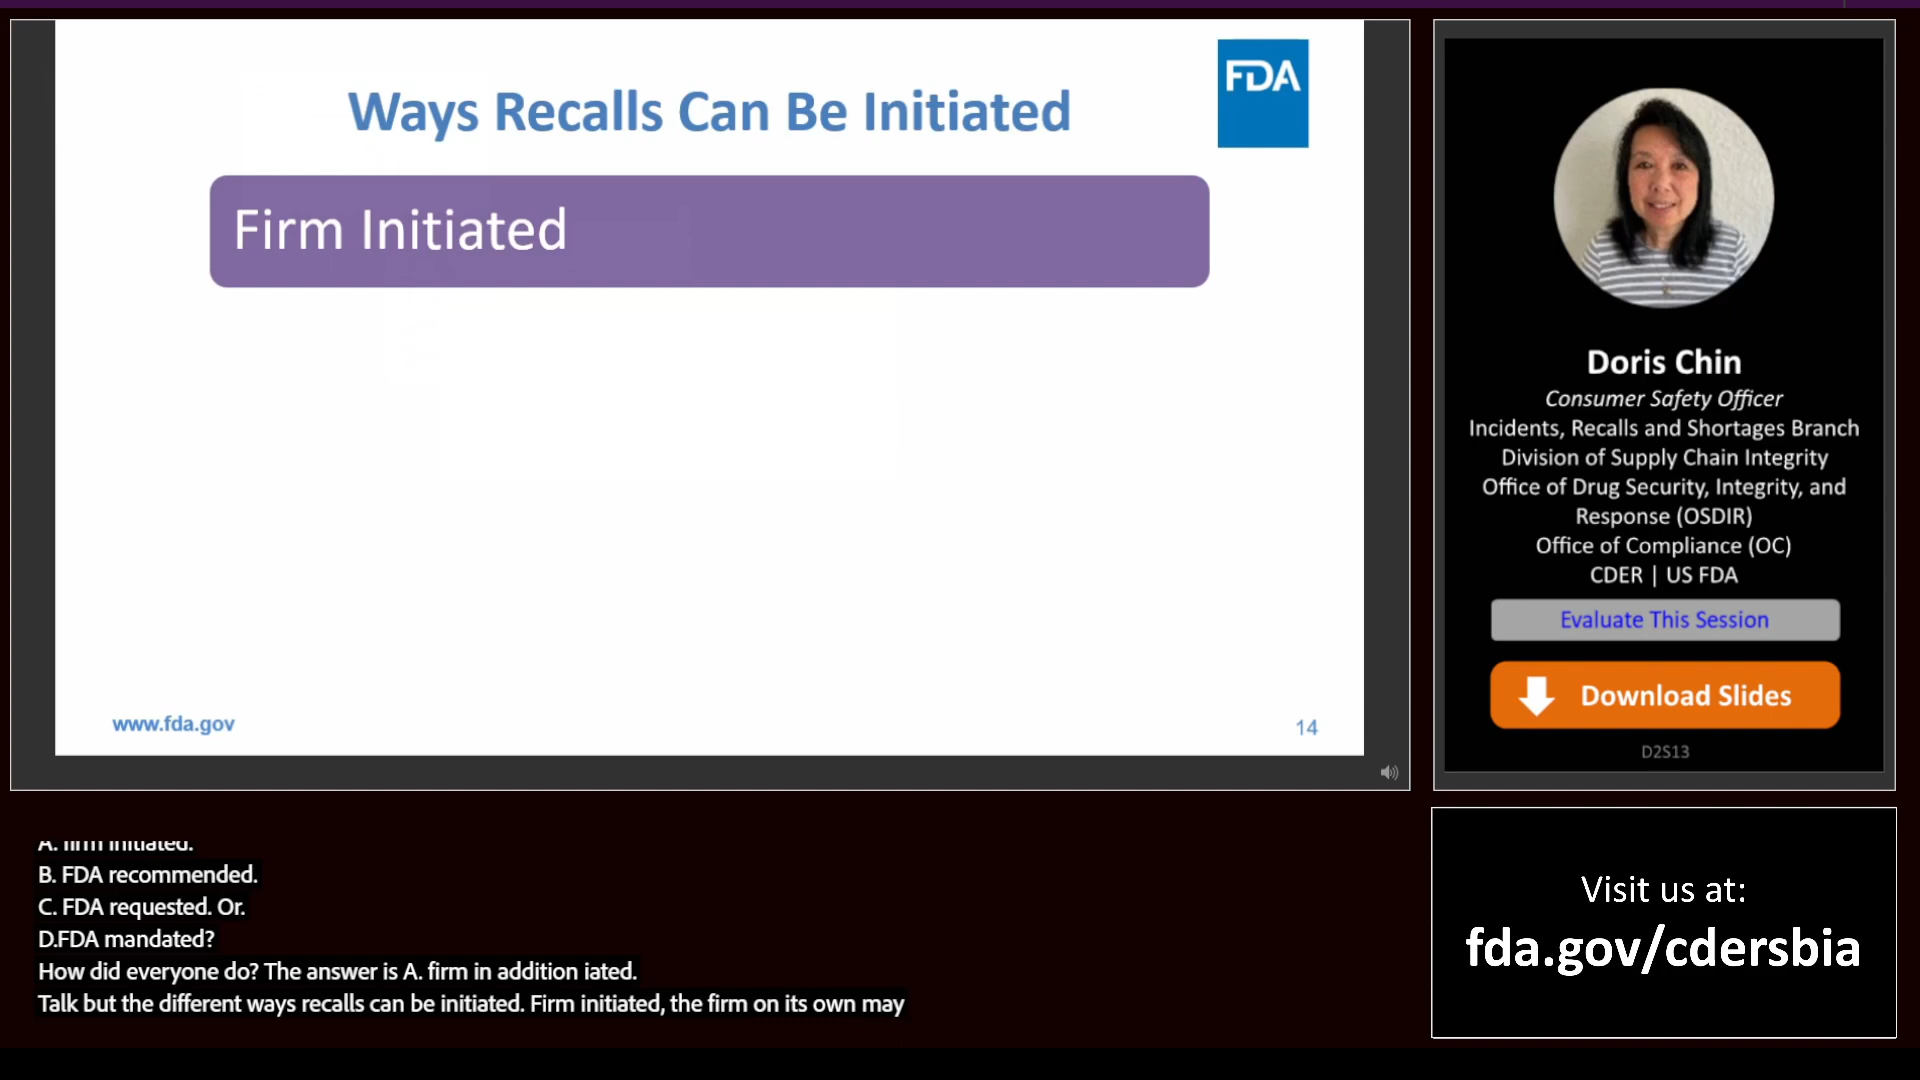 Ways Recalls Can Be Initiated
FDA
Firm Initiated
www.fda.gov
14
Doris Chin
Consumer Safety Officer
Incidents, Recalls and Shortages Branch
Division of Supply Chain Integrity
Office of Drug Security, Integrity, and
Response (OSDIR)
Office of Compliance (OC)
CDER | US FDA
Evaluate This Session
Download Slides
D2S13
A. firm initiated.
B. FDA recommended.
C. FDA requested. Or.
D.FDA mandated?
How did everyone do? The answer is A. firm in addition iated.
Talk but the different ways recalls can be initiated. Firm initiated, the firm on its own may
Visit us at:
fda.gov/cdersbia